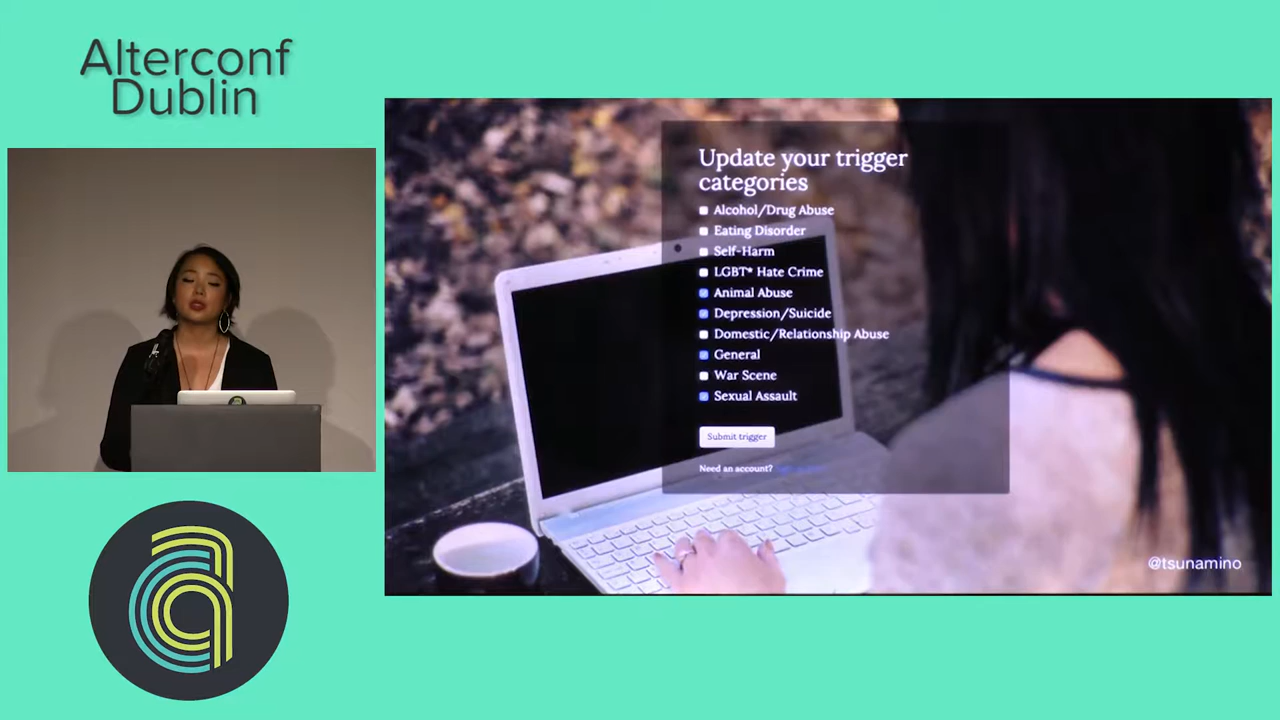 Alterconf
Dublin
Update your trigger
categories
Alcohol/Drug Abuse
Eating Disorder
Self-Harm
LGBT* Hate Crime
Animal Abuse
Depression/Suicide
Domestic/Relationship Abuse
General
War Scene
Sexual Assault
Submit trigger
Need an account?
@tsunamino